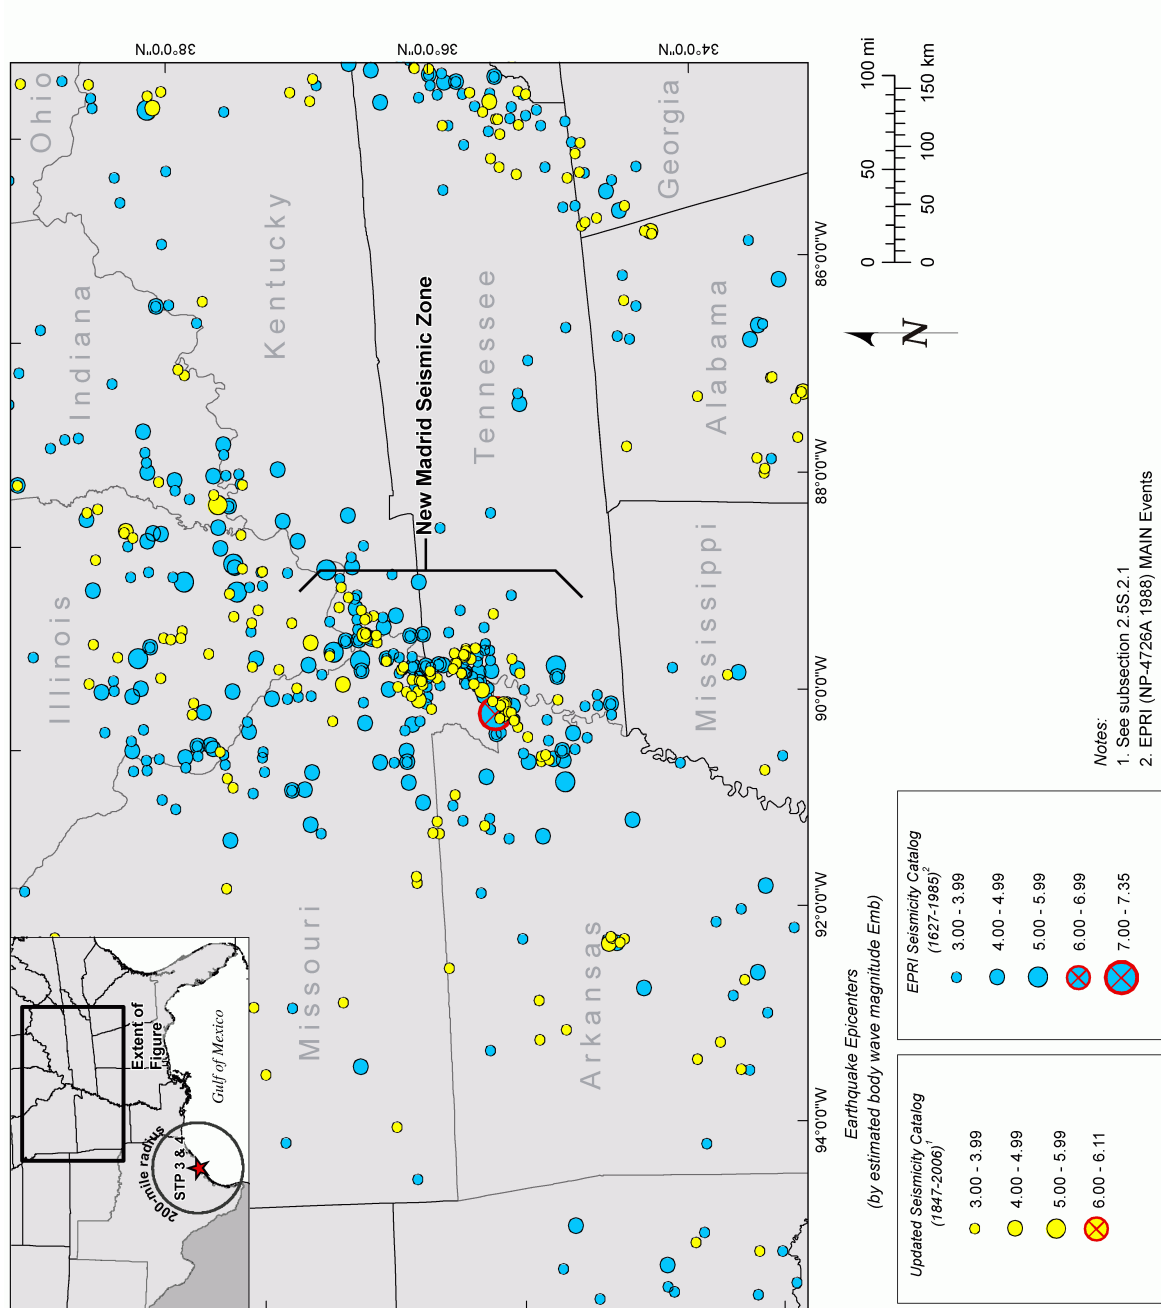 Ohio
Indiana
Illinois
Kentucky
Missouri
Tennessee
Arkansas
Georgia
Alabama
Mississippi
New Madrid Seismic Zone
38°0'0"N
36°0'0"N
34°0'0"N
94°0'0"W
92°0'0"W
90°0'0"W
88°0'0"W
86°0'0"W
Extent of
Figure
Gulf of Mexico
200-mile radius
STP 3 & 4
Earthquake Epicenters
(by estimated body wave magnitude Emb)
Updated Seismicity Catalog
(1847-2006)1
3.00 - 3.99
4.00 - 4.99
5.00 - 5.99
6.00 - 6.11
EPRI Seismicity Catalog
(1627-1985)2
3.00 - 3.99
4.00 - 4.99
5.00 - 5.99
6.00 - 6.99
7.00 - 7.35
Notes:
1. See subsection 2.5S.2.1
2. EPRI (NP-4726A 1988) MAIN Events
N
0 50 100 mi
0 50 100 150 km